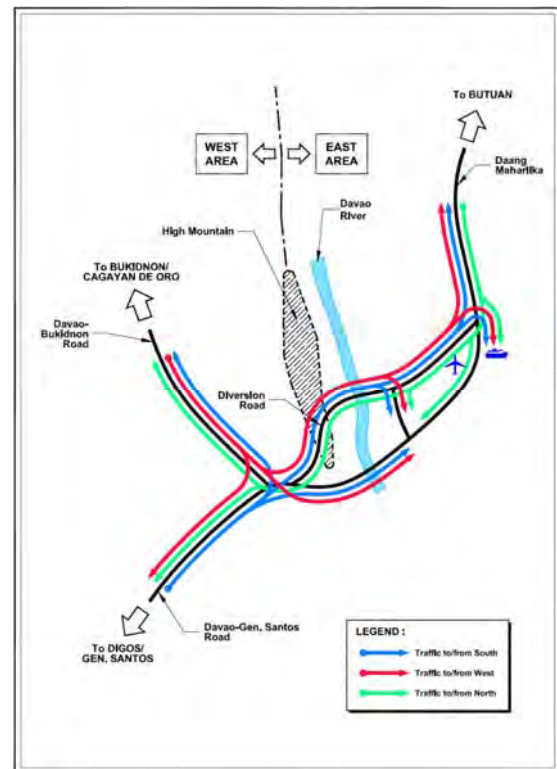 To BUTUAN
WEST
AREA
EAST
AREA
Daang
Maharlika
Davao
River
High Mountain
To BUKIDNON/
CAGAYAN DE ORO
Davao-
Bukidnon
Road
Diversion
Road
Davao-Gen. Santos
Road
To DIGOS/
GEN. SANTOS
LEGEND :
Traffic to/from South
Traffic to/from West
Traffic to/from North